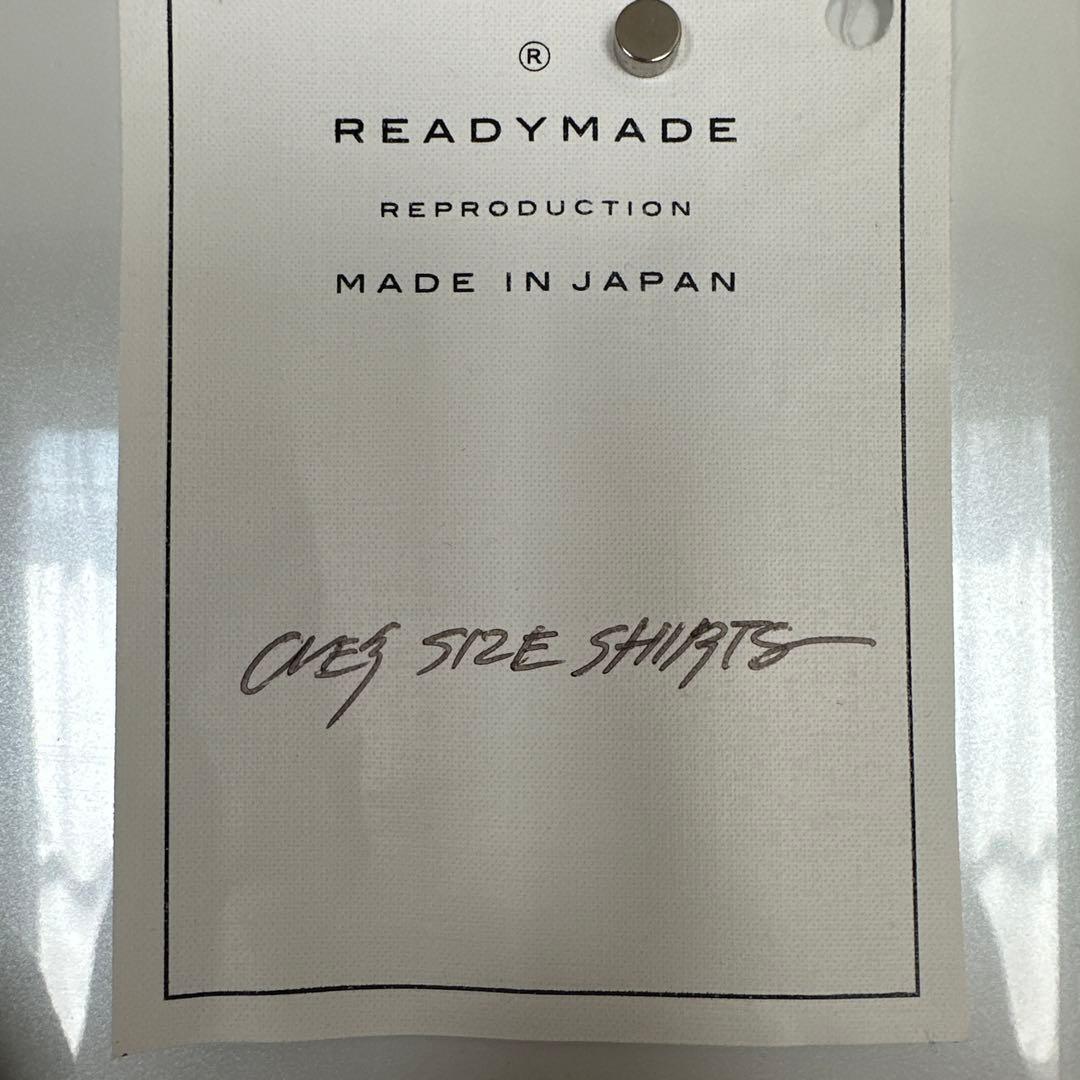 ®
READYMADE
REPRODUCTION
MADE IN JAPAN
OVER SIZE SHIRTS